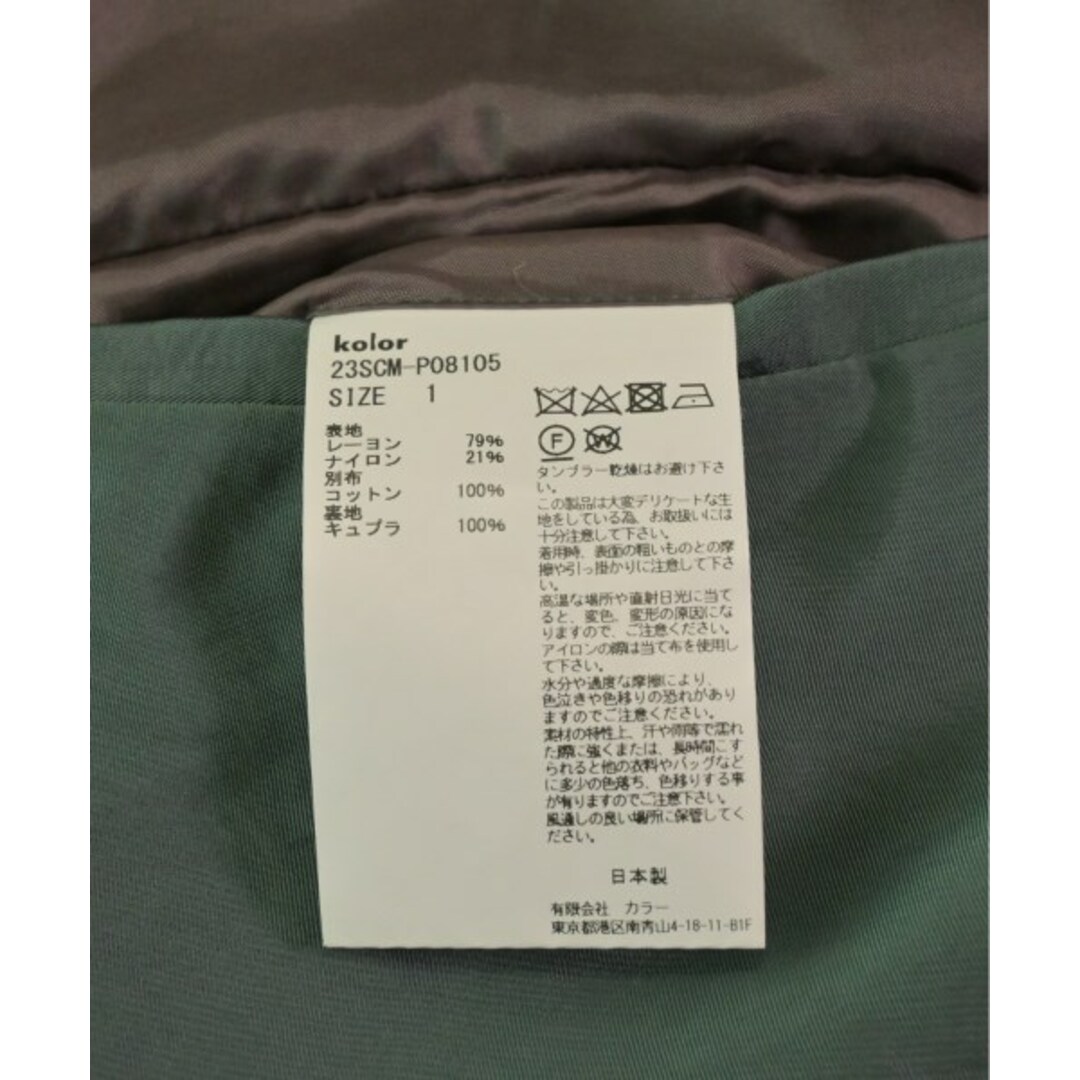 kolor
23SCM-P08105
SIZE 1
表地
レーヨン 79%
ナイロン 21%
別布
コットン 100%
裏地
キュプラ 100%
F
W
タンブラー乾燥はお避け下さ
い。
この製品は大変デリケートな生
地をしている為、お取扱いには
十分注意して下さい。
着用時、表面の粗いものとの摩
擦や引っ掛かりに注意して下さ
い。
高温な場所や直射日光に当て
ると、変色、変形の原因にな
りますので、ご注意ください。
アイロンの際は当て布を使用し
て下さい。
水分や過度な摩擦により、
色泣きや色移りの恐れがあり
ますのでご注意ください。
素材の特性上、汗や雨等で濡れ
た際に強くまたは、長時間こす
られると他の衣料やバッグなど
に多少の色落ち、色移りする事
が有りますのでご注意下さい。
風通しの良い場所に保管してく
ださい。
日本製
有限会社 カラー
東京都港区南青山4-18-11-B1F